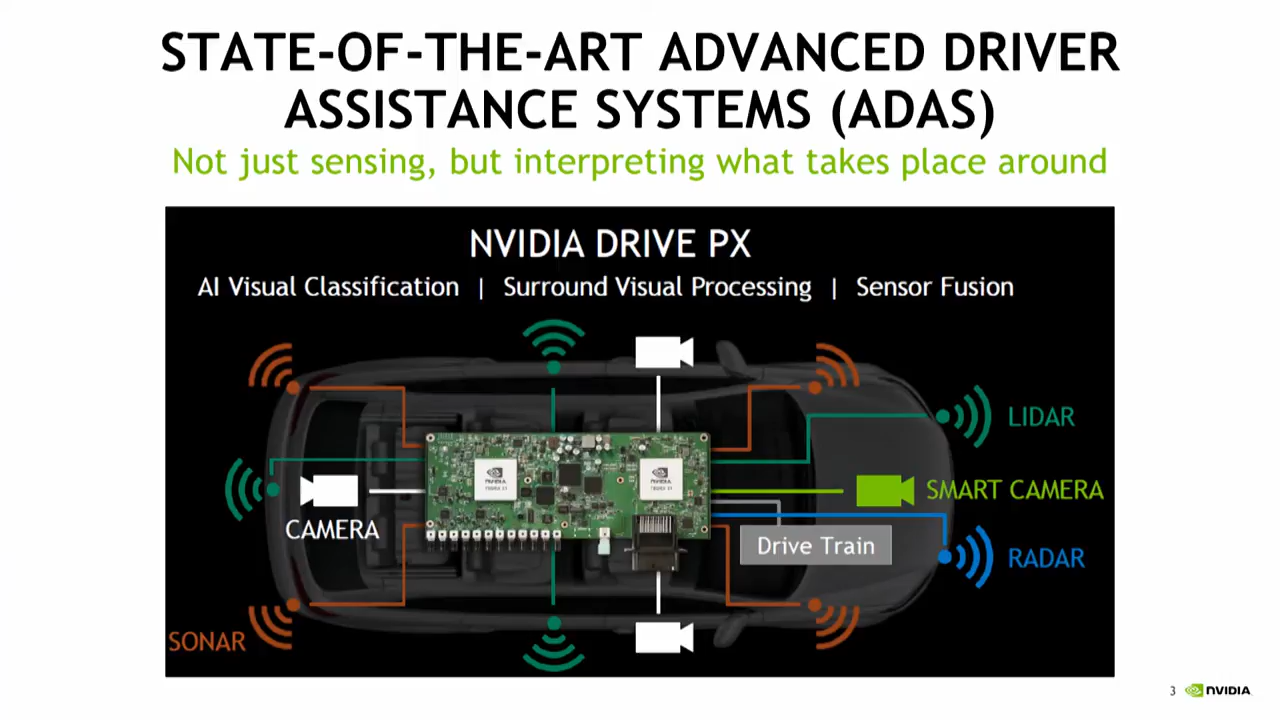 STATE-OF-THE-ART ADVANCED DRIVER
ASSISTANCE SYSTEMS (ADAS)
Not just sensing, but interpreting what takes place around
NVIDIA DRIVE PX
AI Visual Classification | Surround Visual Processing | Sensor Fusion
LIDAR
NVIDIA
NVIDIA
SMART CAMERA
CAMERA
Drive Train
RADAR
SONAR
3 NVIDIA